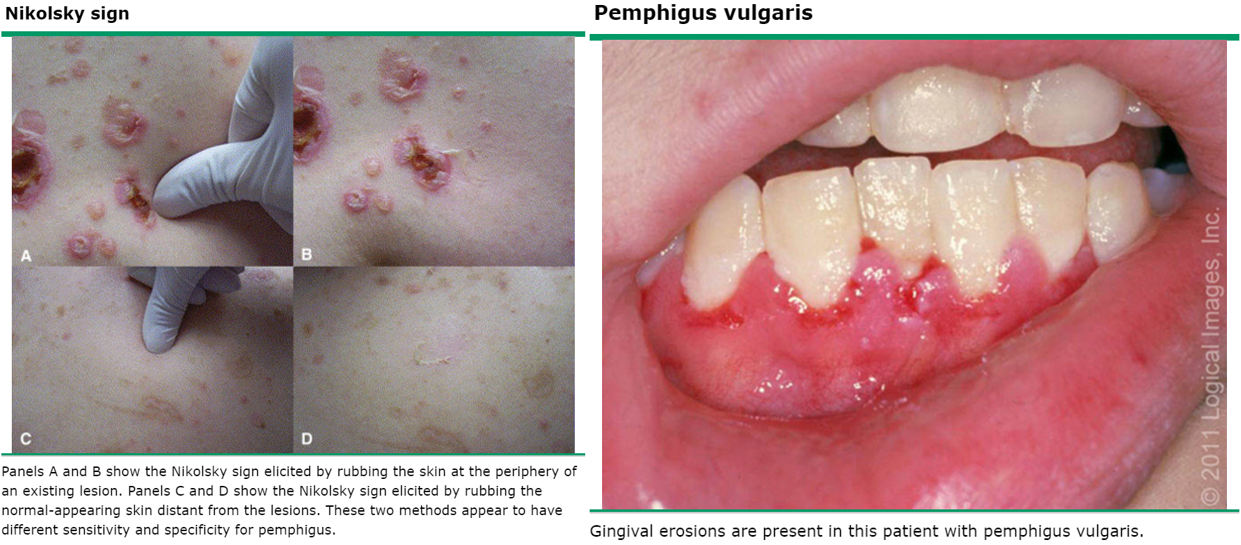 Nikolsky sign
A
B
C
D
Panels A and B show the Nikolsky sign elicited by rubbing the skin at the periphery of
an existing lesion. Panels C and D show the Nikolsky sign elicited by rubbing the
normal-appearing skin distant from the lesions. These two methods appear to have
different sensitivity and specificity for pemphigus.
Pemphigus vulgaris
© 2011 Logical Images, Inc.
Gingival erosions are present in this patient with pemphigus vulgaris.